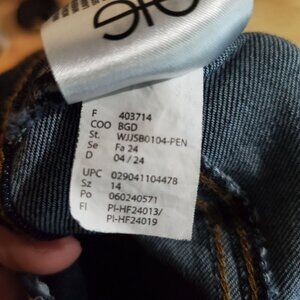 F 403714
COO BGD
St. WJJSB0104-PEN
Se Fa 24
D 04 / 24
UPC 029041104478
Sz 14
Po 060240571
Fl PI-HF24013/
PI-HF24019